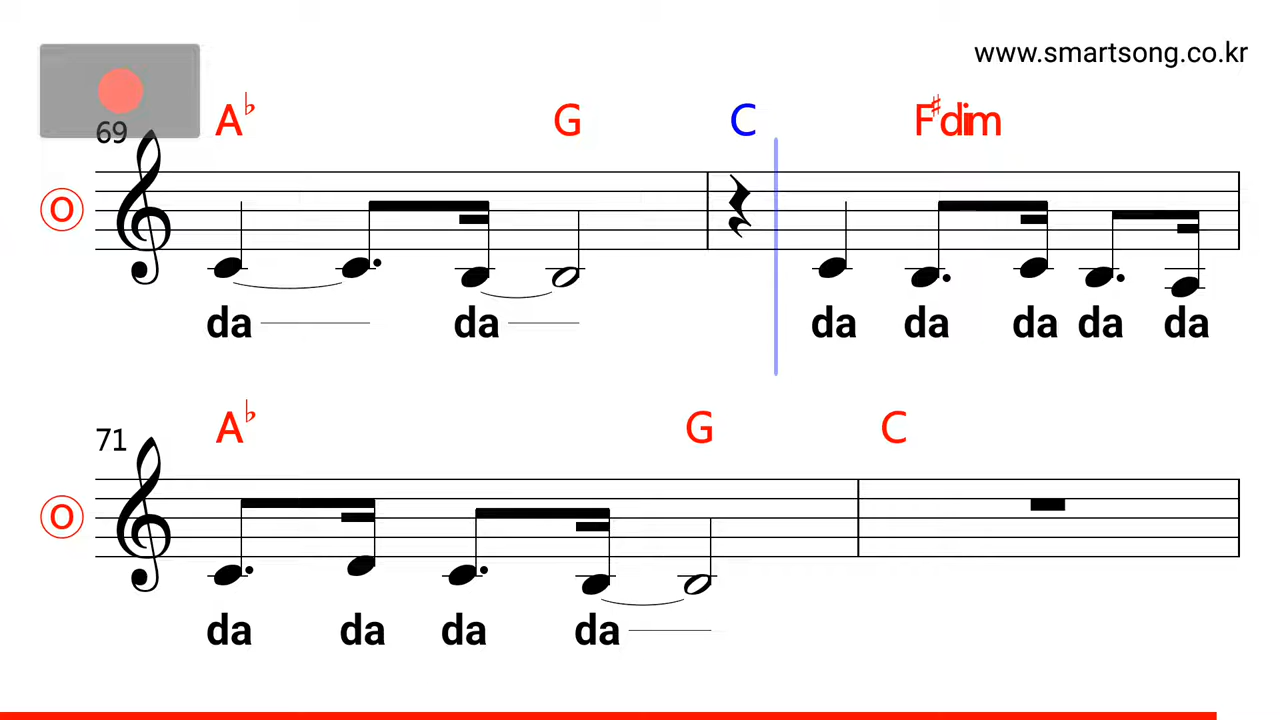 www.smartsong.co.kr
69 A♭ G C F♯dim
O
da da da da da da da
71 A♭ G C
O
da da da da